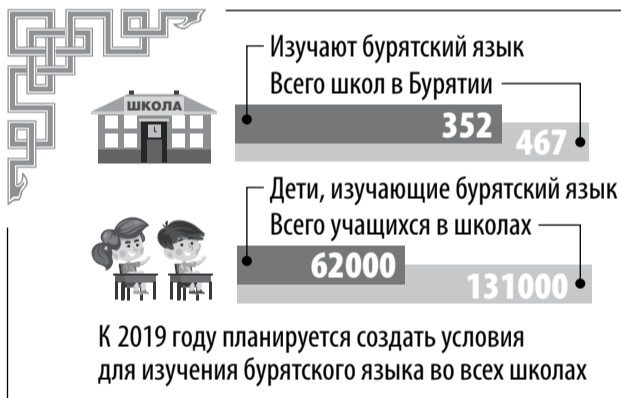 Изучают бурятский язык
Всего школ в Бурятии
ШКОЛА
352
467
Дети, изучающие бурятский язык
Всего учащихся в школах
62000
131000
К 2019 году планируется создать условия
для изучения бурятского языка во всех школах